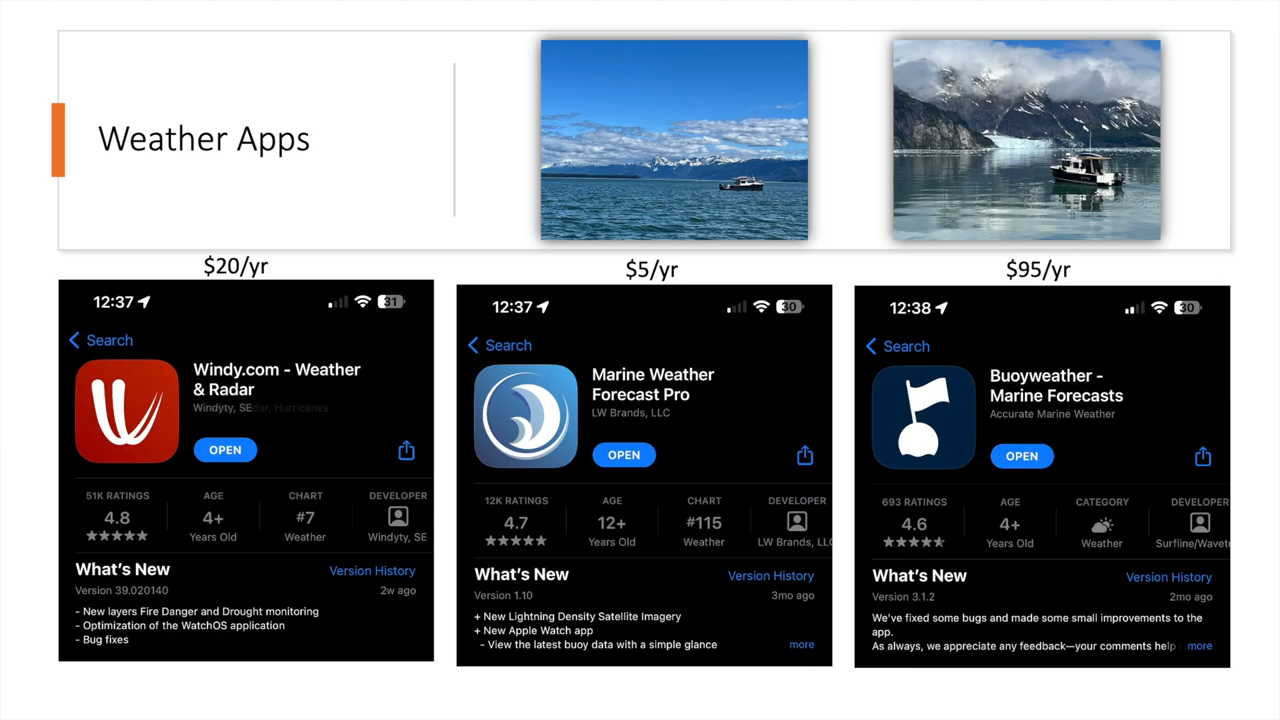 Weather Apps
$20/yr
12:37
31
Search
Windy.com - Weather
& Radar
Windyty, SE
OPEN
51K RATINGS
4.8
AGE
4+
Years Old
CHART
#7
Weather
DEVELOPER
Windyty, SE
What's New
Version History
Version 39.020140
2w ago
- New layers Fire Danger and Drought monitoring
- Optimization of the WatchOS application
- Bug fixes
$5/yr
12:37
30
Search
Marine Weather
Forecast Pro
LW Brands, LLC
OPEN
12K RATINGS
4.7
AGE
12+
Years Old
CHART
#115
Weather
DEVELOPER
LW Brands, LLC
What's New
Version History
Version 1.10
3mo ago
+ New Lightning Density Satellite Imagery
+ New Apple Watch app
- View the latest buoy data with a simple glance
more
$95/yr
12:38
30
Search
Buoyweather -
Marine Forecasts
Accurate Marine Weather
OPEN
693 RATINGS
4.6
AGE
4+
Years Old
CATEGORY
Weather
DEVELOPER
Surfline/Wavetr
What's New
Version History
Version 3.1.2
2mo ago
We've fixed some bugs and made some small improvements to the
app.
As always, we appreciate any feedback—your comments help
more